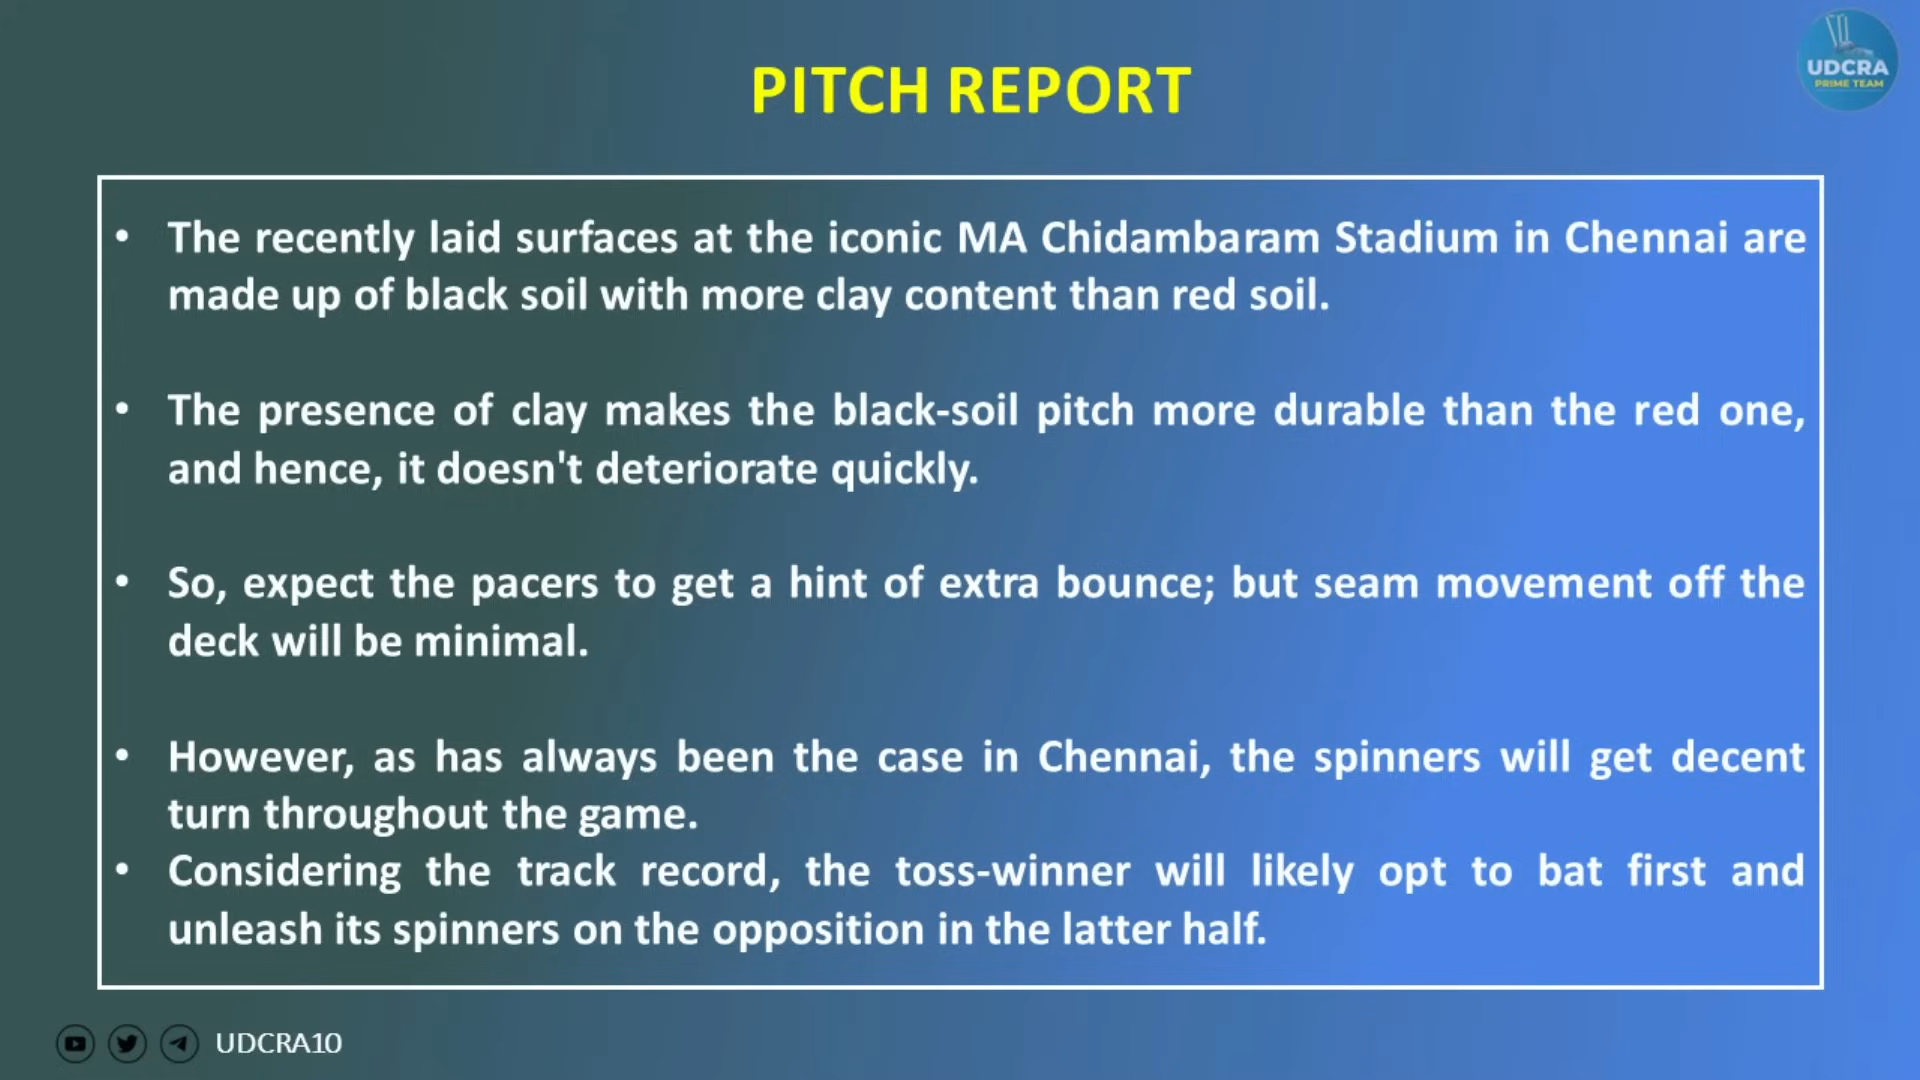 PITCH REPORT
UDCRA
PRIME TEAM
• The recently laid surfaces at the iconic MA Chidambaram Stadium in Chennai are
made up of black soil with more clay content than red soil.
• The presence of clay makes the black-soil pitch more durable than the red one,
and hence, it doesn't deteriorate quickly.
• So, expect the pacers to get a hint of extra bounce; but seam movement off the
deck will be minimal.
• However, as has always been the case in Chennai, the spinners will get decent
turn throughout the game.
• Considering the track record, the toss-winner will likely opt to bat first and
unleash its spinners on the opposition in the latter half.
UDCRA10